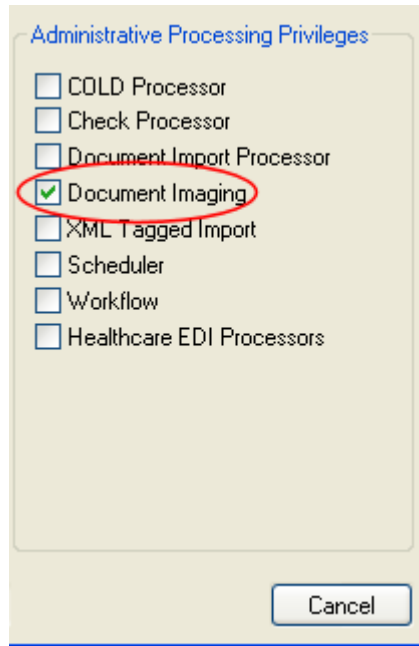 Administrative Processing Privileges
COLD Processor
Check Processor
Document Import Processor
Document Imaging
XML Tagged Import
Scheduler
Workflow
Healthcare EDI Processors
Cancel